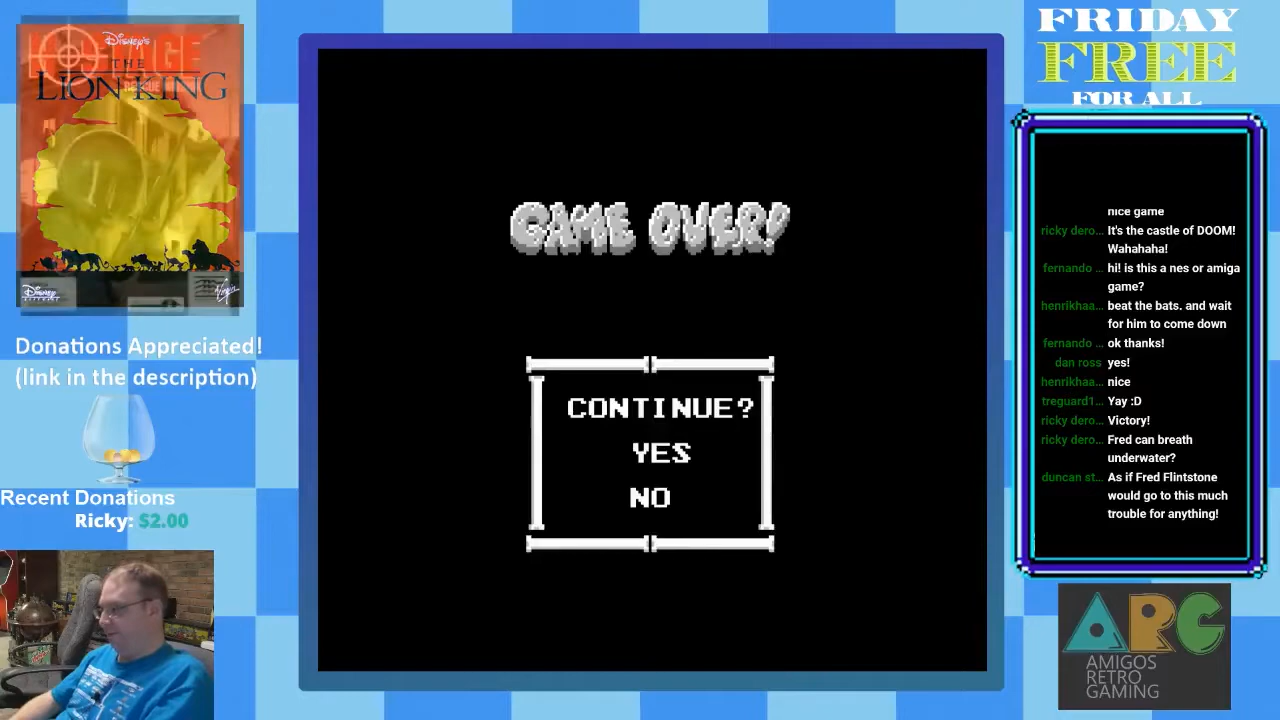 Disney's
THE
LION KING
RESCUE
Disney
Virgin
Donations Appreciated!
(link in the description)
Recent Donations
Ricky: $2.00
GAME OVER!
CONTINUE?
YES
NO
FRIDAY
FREE
FOR ALL
nice game
ricky dero... It's the castle of DOOM!
Wahahaha!
fernando ... hi! is this a nes or amiga
game?
henrikhaa... beat the bats. and wait
for him to come down
fernando ... ok thanks!
dan ross yes!
henrikhaa... nice
treguard1... Yay :D
ricky dero... Victory!
ricky dero... Fred can breath
underwater?
duncan st... As if Fred Flintstone
would go to this much
trouble for anything!
ARC
AMIGOS
RETRO
GAMING